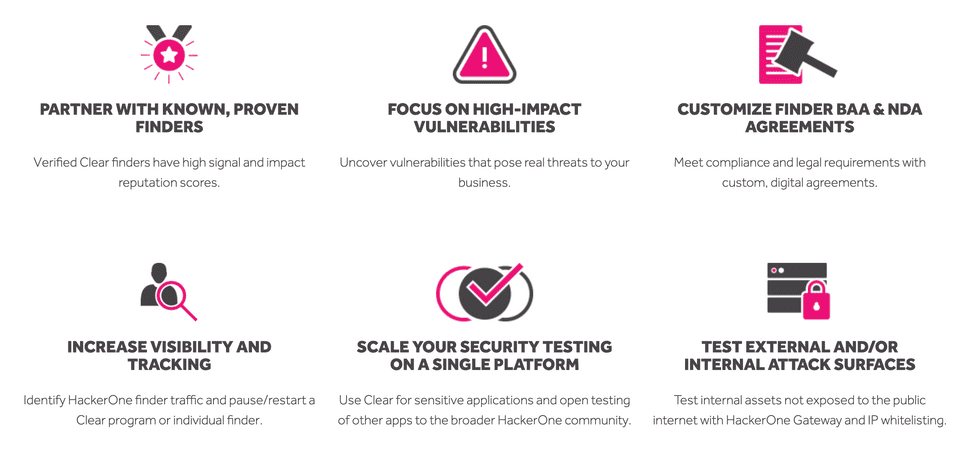 PARTNER WITH KNOWN, PROVEN
FINDERS
Verified Clear finders have high signal and impact
reputation scores.
FOCUS ON HIGH-IMPACT
VULNERABILITIES
Uncover vulnerabilities that pose real threats to your
business.
CUSTOMIZE FINDER BAA & NDA
AGREEMENTS
Meet compliance and legal requirements with
custom, digital agreements.
INCREASE VISIBILITY AND
TRACKING
Identify HackerOne finder traffic and pause/restart a
Clear program or individual finder.
SCALE YOUR SECURITY TESTING
ON A SINGLE PLATFORM
Use Clear for sensitive applications and open testing
of other apps to the broader HackerOne community.
TEST EXTERNAL AND/OR
INTERNAL ATTACK SURFACES
Test internal assets not exposed to the public
internet with HackerOne Gateway and IP whitelisting.